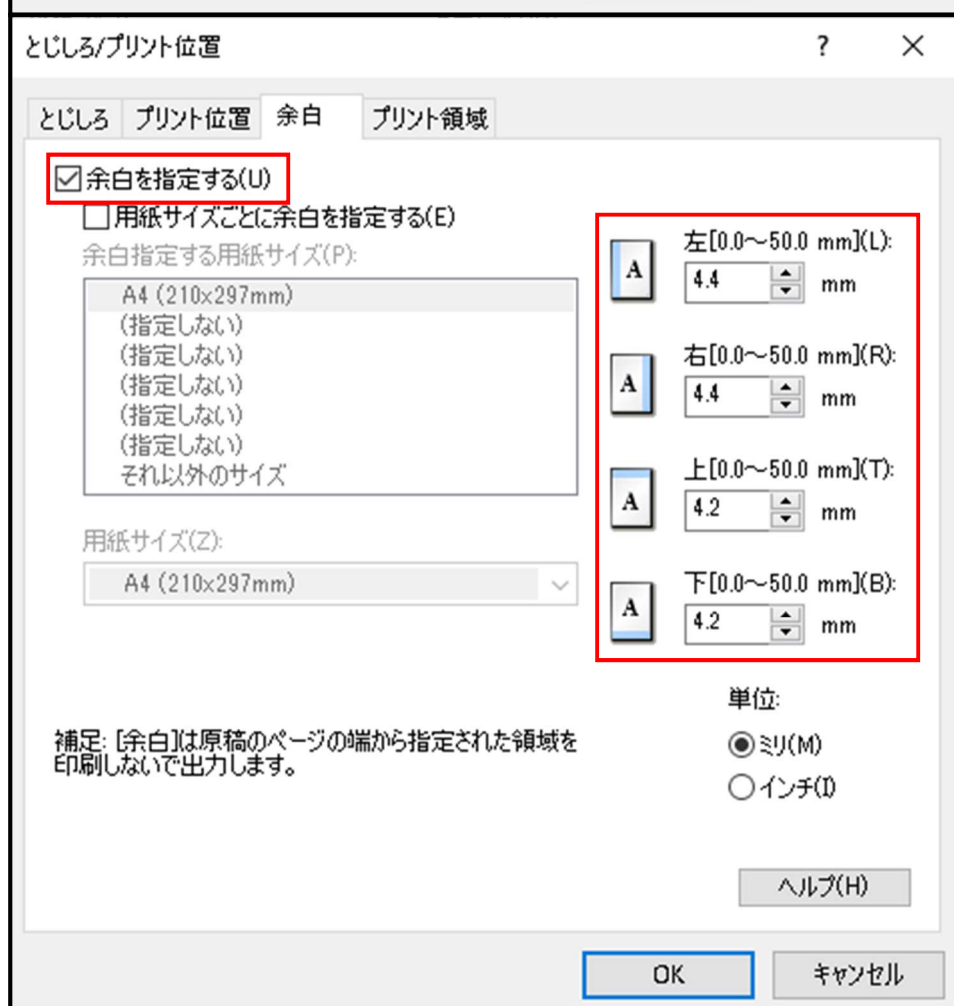 とじしろ/プリント位置
?
とじしろ プリント位置 余白 プリント領域
余白を指定する(U)
用紙サイズごとに余白を指定する(E)
余白指定する用紙サイズ(P):
A4 (210x297mm)
(指定しない)
(指定しない)
(指定しない)
(指定しない)
(指定しない)
それ以外のサイズ
用紙サイズ(Z):
A4 (210x297mm)
A
左[0.0～50.0 mm](L):
4.4 mm
A
右[0.0～50.0 mm](R):
4.4 mm
A
上[0.0～50.0 mm](T):
4.2 mm
A
下[0.0～50.0 mm](B):
4.2 mm
単位:
ミリ(M)
インチ(I)
補足: [余白]は原稿のページの端から指定された領域を
印刷しないで出力します。
ヘルプ(H)
OK キャンセル